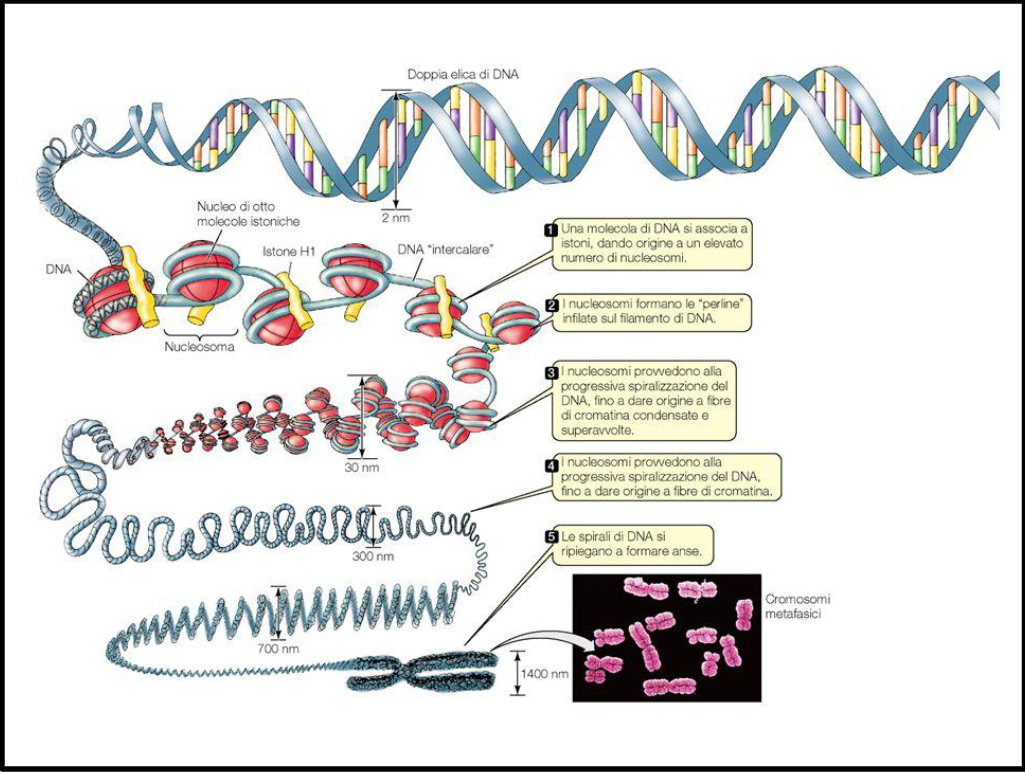 Doppia elica di DNA
2 nm
Nucleo di otto
molecole istoniche
Istone H1
DNA "intercalare"
DNA
Nucleosoma
1 Una molecola di DNA si associa a
istoni, dando origine a un elevato
numero di nucleosomi.
2 I nucleosomi formano le "perline"
infilate sul filamento di DNA.
3 I nucleosomi provvedono alla
progressiva spiralizzazione del
DNA, fino a dare origine a fibre
di cromatina condensate e
superavvolte.
30 nm
4 I nucleosomi provvedono alla
progressiva spiralizzazione del DNA,
fino a dare origine a fibre di cromatina.
300 nm
5 Le spirali di DNA si
ripiegano a formare anse.
700 nm
1400 nm
Cromosomi
metafasici